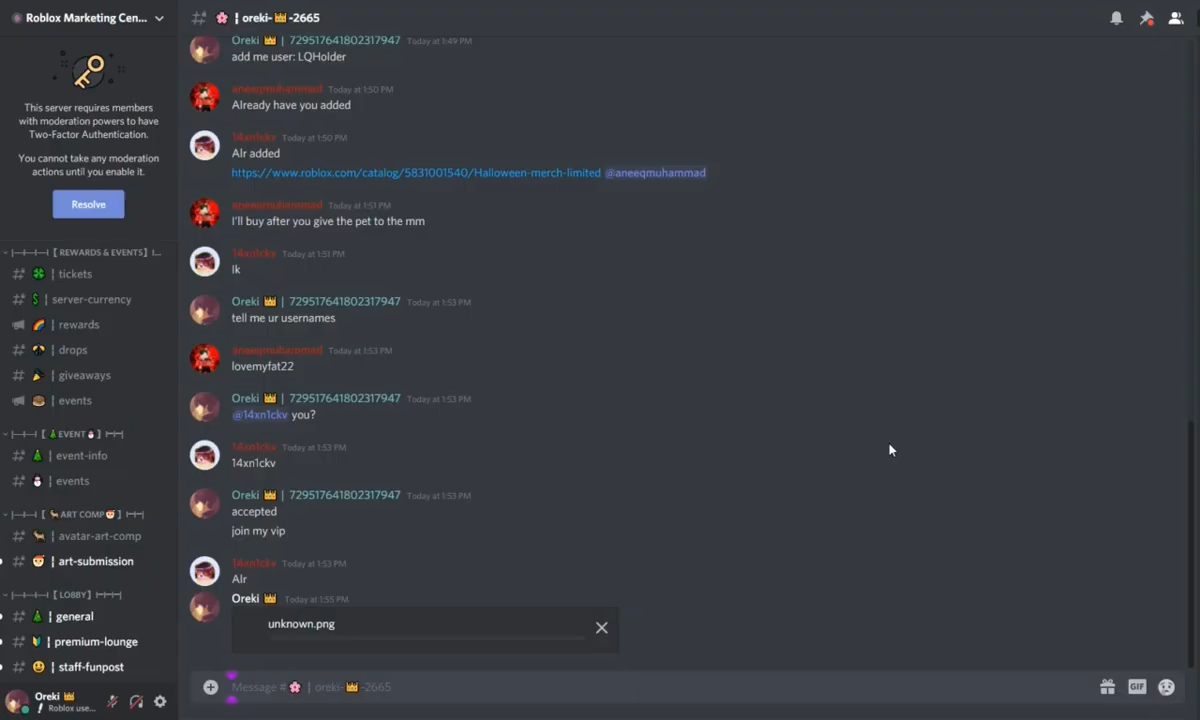 Roblox Marketing Cen...
This server requires members
with moderation powers to have
Two-Factor Authentication.
You cannot take any moderation
actions until you enable it.
Resolve
[ REWARDS & EVENTS ] I...
# | tickets
# | server-currency
| rewards
# | drops
# | giveaways
| events
[ EVENT ]
# | event-info
# | events
[ ART COMP ]
# | avatar-art-comp
# | art-submission
[ LOBBY ]
# | general
# | premium-lounge
# | staff-funpost
Oreki 👑
Roblox use...
# 🌸 ¦ oreki-👑-2665
Oreki 👑 | 729517641802317947 Today at 1:49 PM
add me user: LQHolder
aneeqmuhammad Today at 1:50 PM
Already have you added
14xn1ckv Today at 1:50 PM
Alr added
https://www.roblox.com/catalog/5831001540/Halloween-merch-limited @aneeqmuhammad
aneeqmuhammad Today at 1:51 PM
I'll buy after you give the pet to the mm
14xn1ckv Today at 1:51 PM
Ik
Oreki 👑 | 729517641802317947 Today at 1:53 PM
tell me ur usernames
aneeqmuhammad Today at 1:53 PM
lovemyfat22
Oreki 👑 | 729517641802317947 Today at 1:53 PM
@14xn1ckv you?
14xn1ckv Today at 1:53 PM
14xn1ckv
Oreki 👑 | 729517641802317947 Today at 1:53 PM
accepted
join my vip
14xn1ckv Today at 1:53 PM
Alr
Oreki 👑 Today at 1:55 PM
unknown.png
Message #🌸 ¦ oreki-👑-2665
GIF